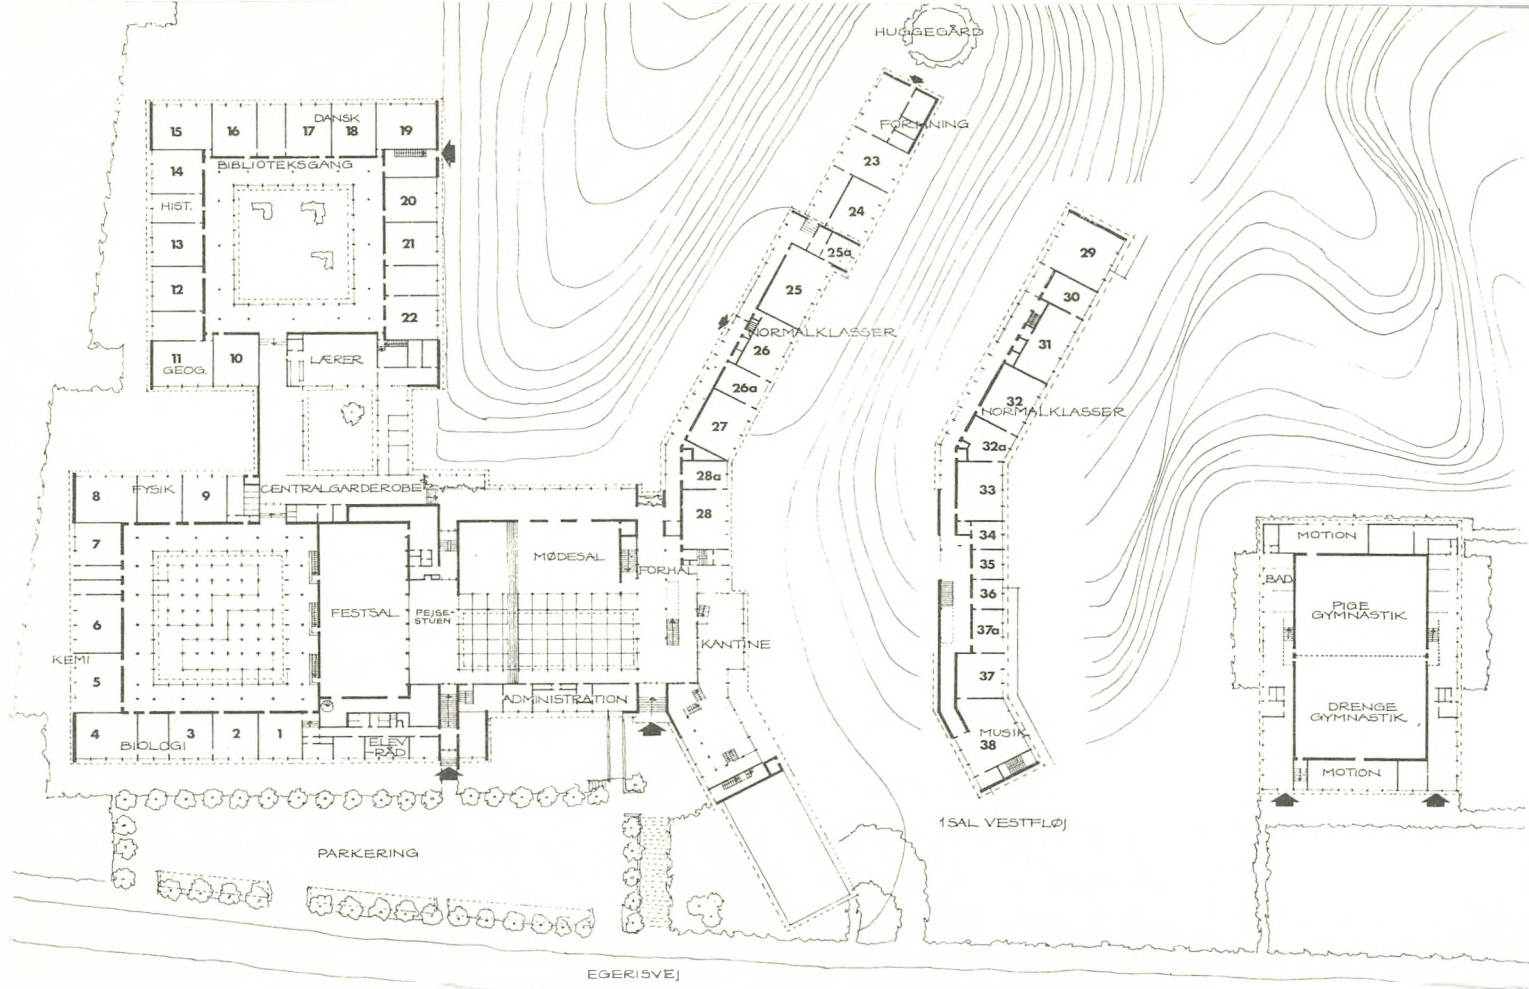 HUGGEGÅRD
DANSK
15
16
17
18
19
BIBLIOTEKSGANG
14
HIST.
13
12
11
GEOG.
10
LÆRER
20
21
22
FORMNING
23
24
25a
25
NORMALKLASSER
26
26a
27
28a
28
29
30
31
32
NORMALKLASSER
32a
33
34
35
36
37a
37
MUSIK
38
1SAL VESTFLØJ
8
FYSIK
9
CENTRALGARDEROBE
7
6
KEMI
5
4
BIOLOGI
3
2
1
FESTSAL
PEJSE-
STUEN
MØDESAL
FORHAL
KANTINE
ADMINISTRATION
ELEV
-RÅD
MOTION
BAD
PIGE
GYMNASTIK
DRENGE
GYMNASTIK
MOTION
PARKERING
EGERISVEJ